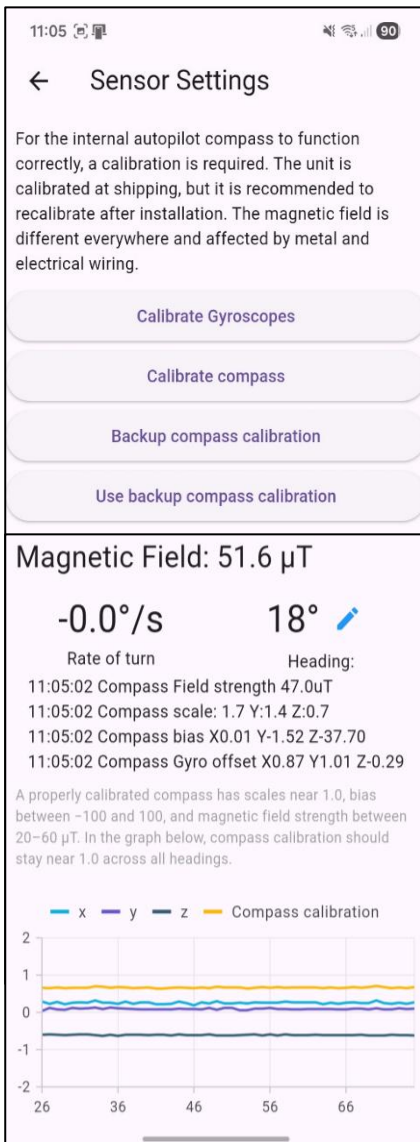 11:05
90
Sensor Settings
For the internal autopilot compass to function
correctly, a calibration is required. The unit is
calibrated at shipping, but it is recommended to
recalibrate after installation. The magnetic field is
different everywhere and affected by metal and
electrical wiring.
Calibrate Gyroscopes
Calibrate compass
Backup compass calibration
Use backup compass calibration
Magnetic Field: 51.6 µT
-0.0°/s 18°
Rate of turn Heading:
11:05:02 Compass Field strength 47.0uT
11:05:02 Compass scale: 1.7 Y:1.4 Z:0.7
11:05:02 Compass bias X0.01 Y-1.52 Z-37.70
11:05:02 Compass Gyro offset X0.87 Y1.01 Z-0.29
A properly calibrated compass has scales near 1.0, bias
between −100 and 100, and magnetic field strength between
20–60 µT. In the graph below, compass calibration should
stay near 1.0 across all headings.
x y z Compass calibration
2
1
0
-1
-2
26 36 46 56 66